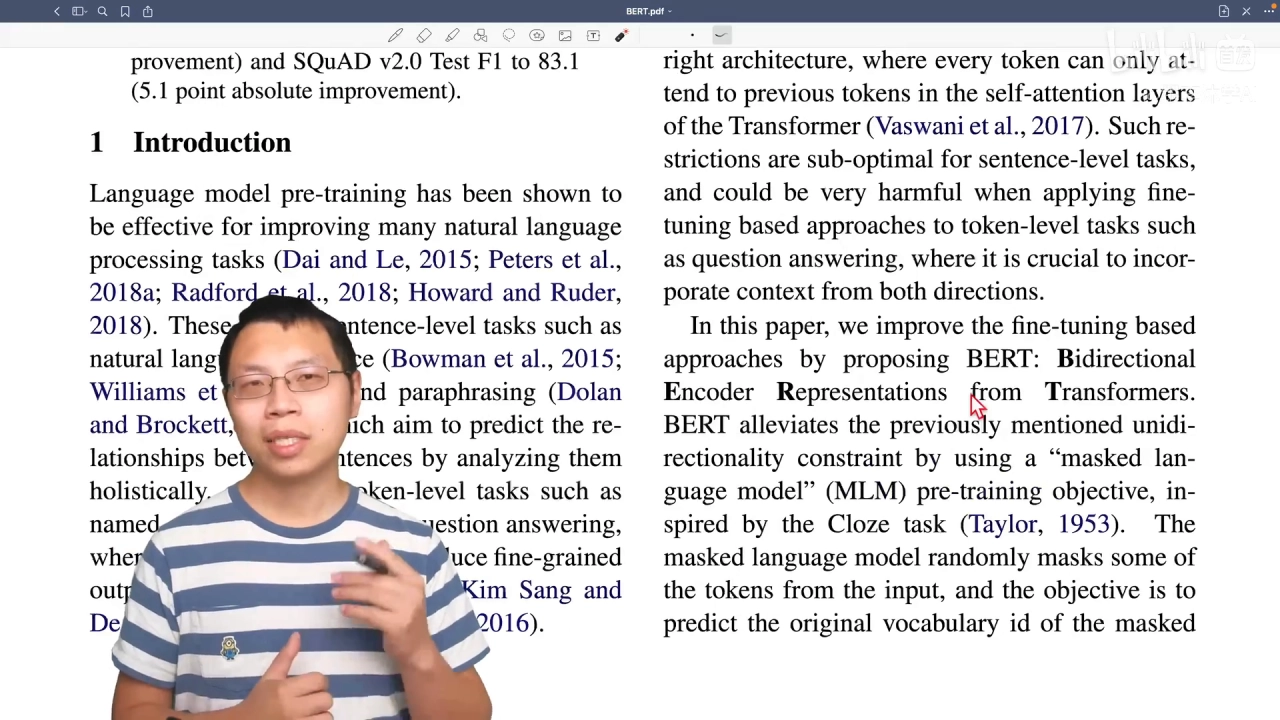 BERT.pdf
provement) and SQuAD v2.0 Test F1 to 83.1
(5.1 point absolute improvement).
1 Introduction
Language model pre-training has been shown to
be effective for improving many natural language
processing tasks (Dai and Le, 2015; Peters et al.,
2018a; Radford et al., 2018; Howard and Ruder,
2018). These entence-level tasks such as
natural lang ce (Bowman et al., 2015;
Williams et nd paraphrasing (Dolan
and Brockett, ich aim to predict the re-
lationships bet ntences by analyzing them
holistically. oken-level tasks such as
named uestion answering,
wher duce fine-grained
outp Kim Sang and
De 2016).
right architecture, where every token can only at-
tend to previous tokens in the self-attention layers
of the Transformer (Vaswani et al., 2017). Such re-
strictions are sub-optimal for sentence-level tasks,
and could be very harmful when applying fine-
tuning based approaches to token-level tasks such
as question answering, where it is crucial to incor-
porate context from both directions.
In this paper, we improve the fine-tuning based
approaches by proposing BERT: Bidirectional
Encoder Representations from Transformers.
BERT alleviates the previously mentioned unidi-
rectionality constraint by using a “masked lan-
guage model” (MLM) pre-training objective, in-
spired by the Cloze task (Taylor, 1953). The
masked language model randomly masks some of
the tokens from the input, and the objective is to
predict the original vocabulary id of the masked